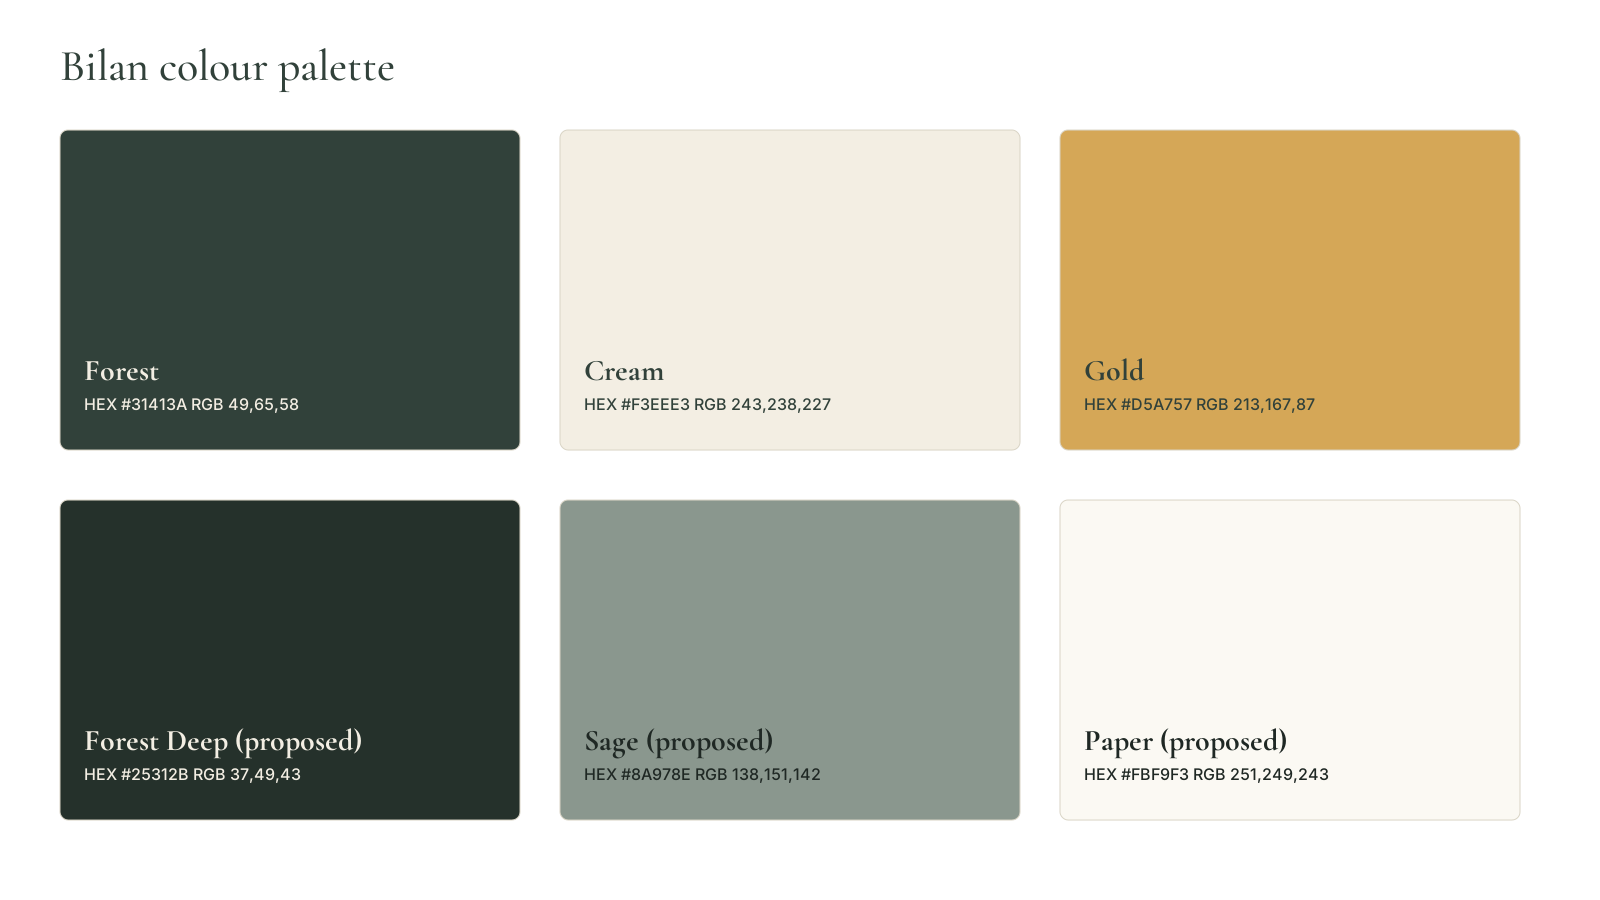 Bilan colour palette
Forest
HEX #31413A RGB 49,65,58
Cream
HEX #F3EEE3 RGB 243,238,227
Gold
HEX #D5A757 RGB 213,167,87
Forest Deep (proposed)
HEX #25312B RGB 37,49,43
Sage (proposed)
HEX #8A978E RGB 138,151,142
Paper (proposed)
HEX #FBF9F3 RGB 251,249,243